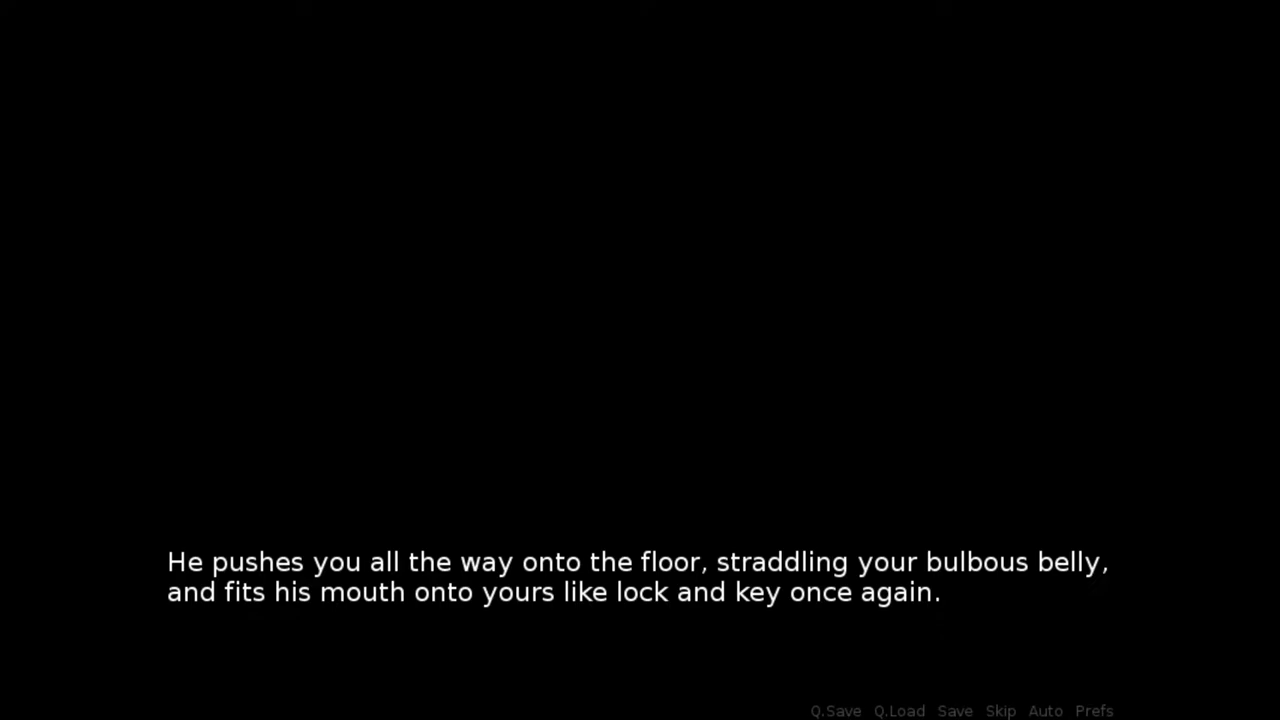 He pushes you all the way onto the floor, straddling your bulbous belly,
and fits his mouth onto yours like lock and key once again.
Q.Save Q.Load Save Skip Auto Prefs